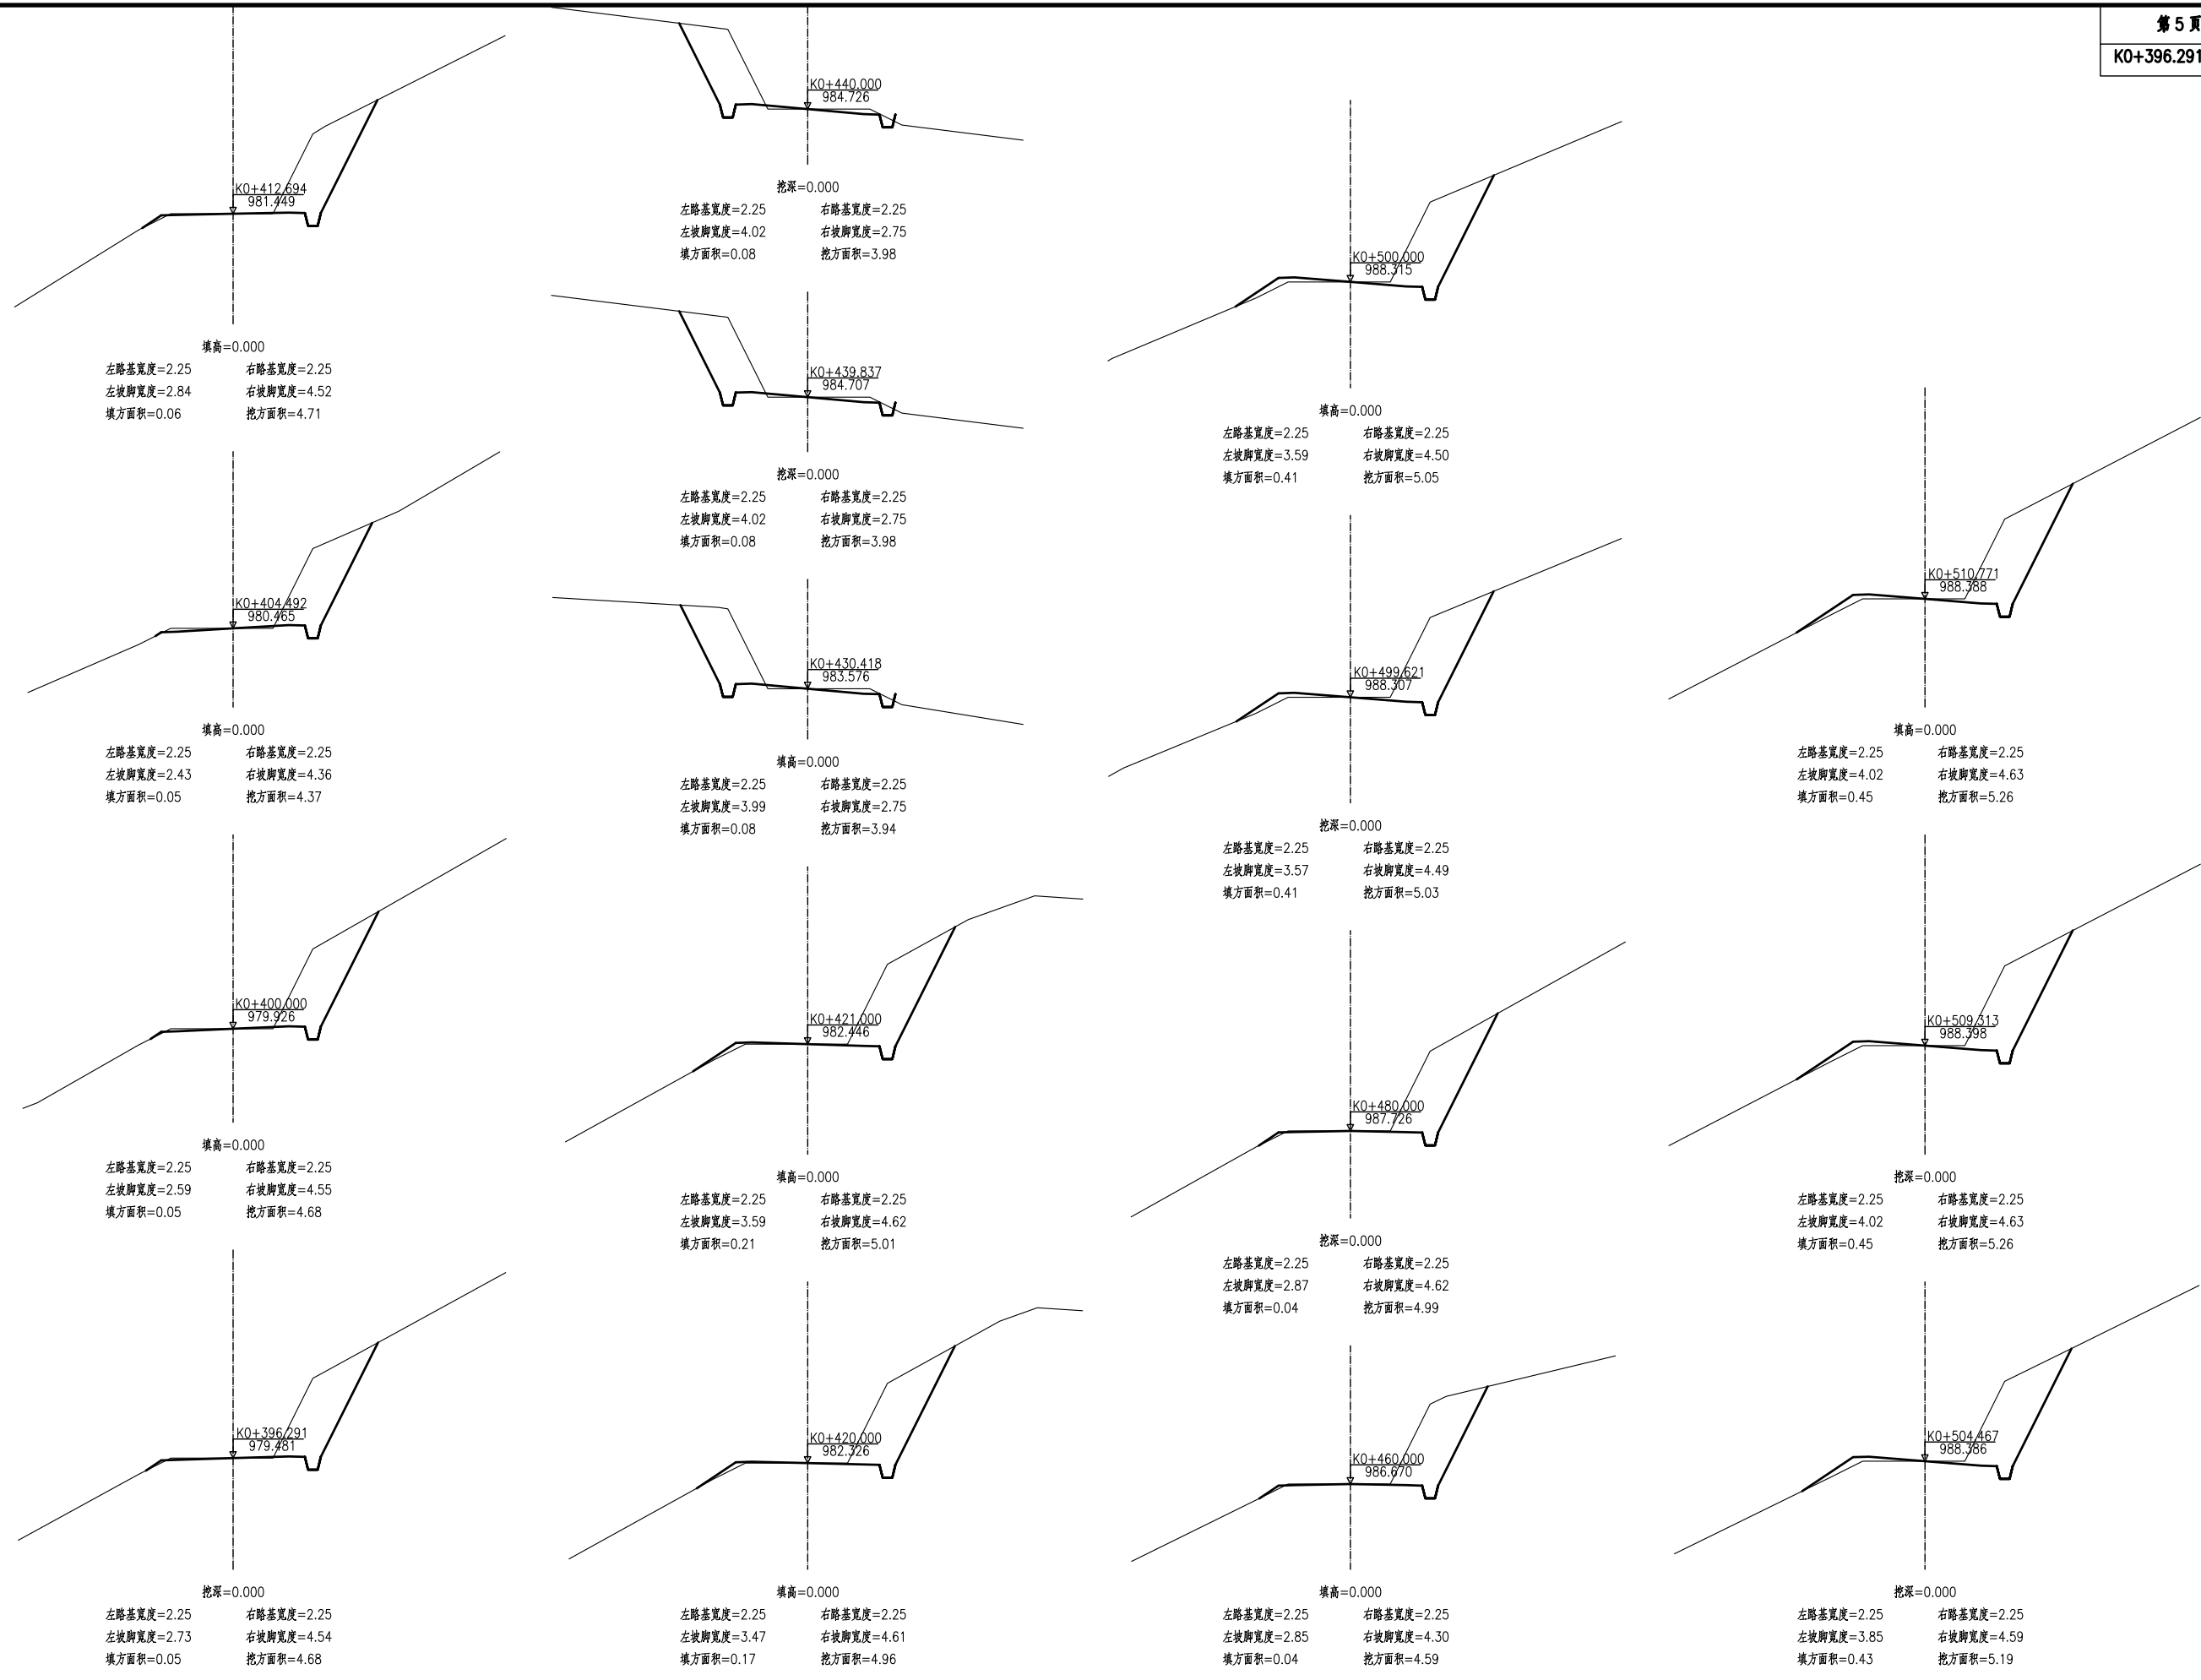 第 5 页
K0+396.291
K0+412.694
981.449
填高=0.000
左路基宽度=2.25 右路基宽度=2.25
左坡脚宽度=2.84 右坡脚宽度=4.52
填方面积=0.06 挖方面积=4.71
K0+404.492
980.465
填高=0.000
左路基宽度=2.25 右路基宽度=2.25
左坡脚宽度=2.43 右坡脚宽度=4.36
填方面积=0.05 挖方面积=4.37
K0+400.000
979.926
填高=0.000
左路基宽度=2.25 右路基宽度=2.25
左坡脚宽度=2.59 右坡脚宽度=4.55
填方面积=0.05 挖方面积=4.68
K0+396.291
979.481
挖深=0.000
左路基宽度=2.25 右路基宽度=2.25
左坡脚宽度=2.73 右坡脚宽度=4.54
填方面积=0.05 挖方面积=4.68
K0+440.000
984.726
挖深=0.000
左路基宽度=2.25 右路基宽度=2.25
左坡脚宽度=4.02 右坡脚宽度=2.75
填方面积=0.08 挖方面积=3.98
K0+439.837
984.707
挖深=0.000
左路基宽度=2.25 右路基宽度=2.25
左坡脚宽度=4.02 右坡脚宽度=2.75
填方面积=0.08 挖方面积=3.98
K0+430.418
983.576
填高=0.000
左路基宽度=2.25 右路基宽度=2.25
左坡脚宽度=3.99 右坡脚宽度=2.75
填方面积=0.08 挖方面积=3.94
K0+421.000
982.446
填高=0.000
左路基宽度=2.25 右路基宽度=2.25
左坡脚宽度=3.59 右坡脚宽度=4.62
填方面积=0.21 挖方面积=5.01
K0+420.000
982.326
填高=0.000
左路基宽度=2.25 右路基宽度=2.25
左坡脚宽度=3.47 右坡脚宽度=4.61
填方面积=0.17 挖方面积=4.96
K0+500.000
988.315
填高=0.000
左路基宽度=2.25 右路基宽度=2.25
左坡脚宽度=3.59 右坡脚宽度=4.50
填方面积=0.41 挖方面积=5.05
K0+499.621
988.307
挖深=0.000
左路基宽度=2.25 右路基宽度=2.25
左坡脚宽度=3.57 右坡脚宽度=4.49
填方面积=0.41 挖方面积=5.03
K0+480.000
987.726
挖深=0.000
左路基宽度=2.25 右路基宽度=2.25
左坡脚宽度=2.87 右坡脚宽度=4.62
填方面积=0.04 挖方面积=4.99
K0+460.000
986.670
填高=0.000
左路基宽度=2.25 右路基宽度=2.25
左坡脚宽度=2.85 右坡脚宽度=4.30
填方面积=0.04 挖方面积=4.59
K0+510.771
988.388
填高=0.000
左路基宽度=2.25 右路基宽度=2.25
左坡脚宽度=4.02 右坡脚宽度=4.63
填方面积=0.45 挖方面积=5.26
K0+509.313
988.398
挖深=0.000
左路基宽度=2.25 右路基宽度=2.25
左坡脚宽度=4.02 右坡脚宽度=4.63
填方面积=0.45 挖方面积=5.26
K0+504.467
988.386
挖深=0.000
左路基宽度=2.25 右路基宽度=2.25
左坡脚宽度=3.85 右坡脚宽度=4.59
填方面积=0.43 挖方面积=5.19